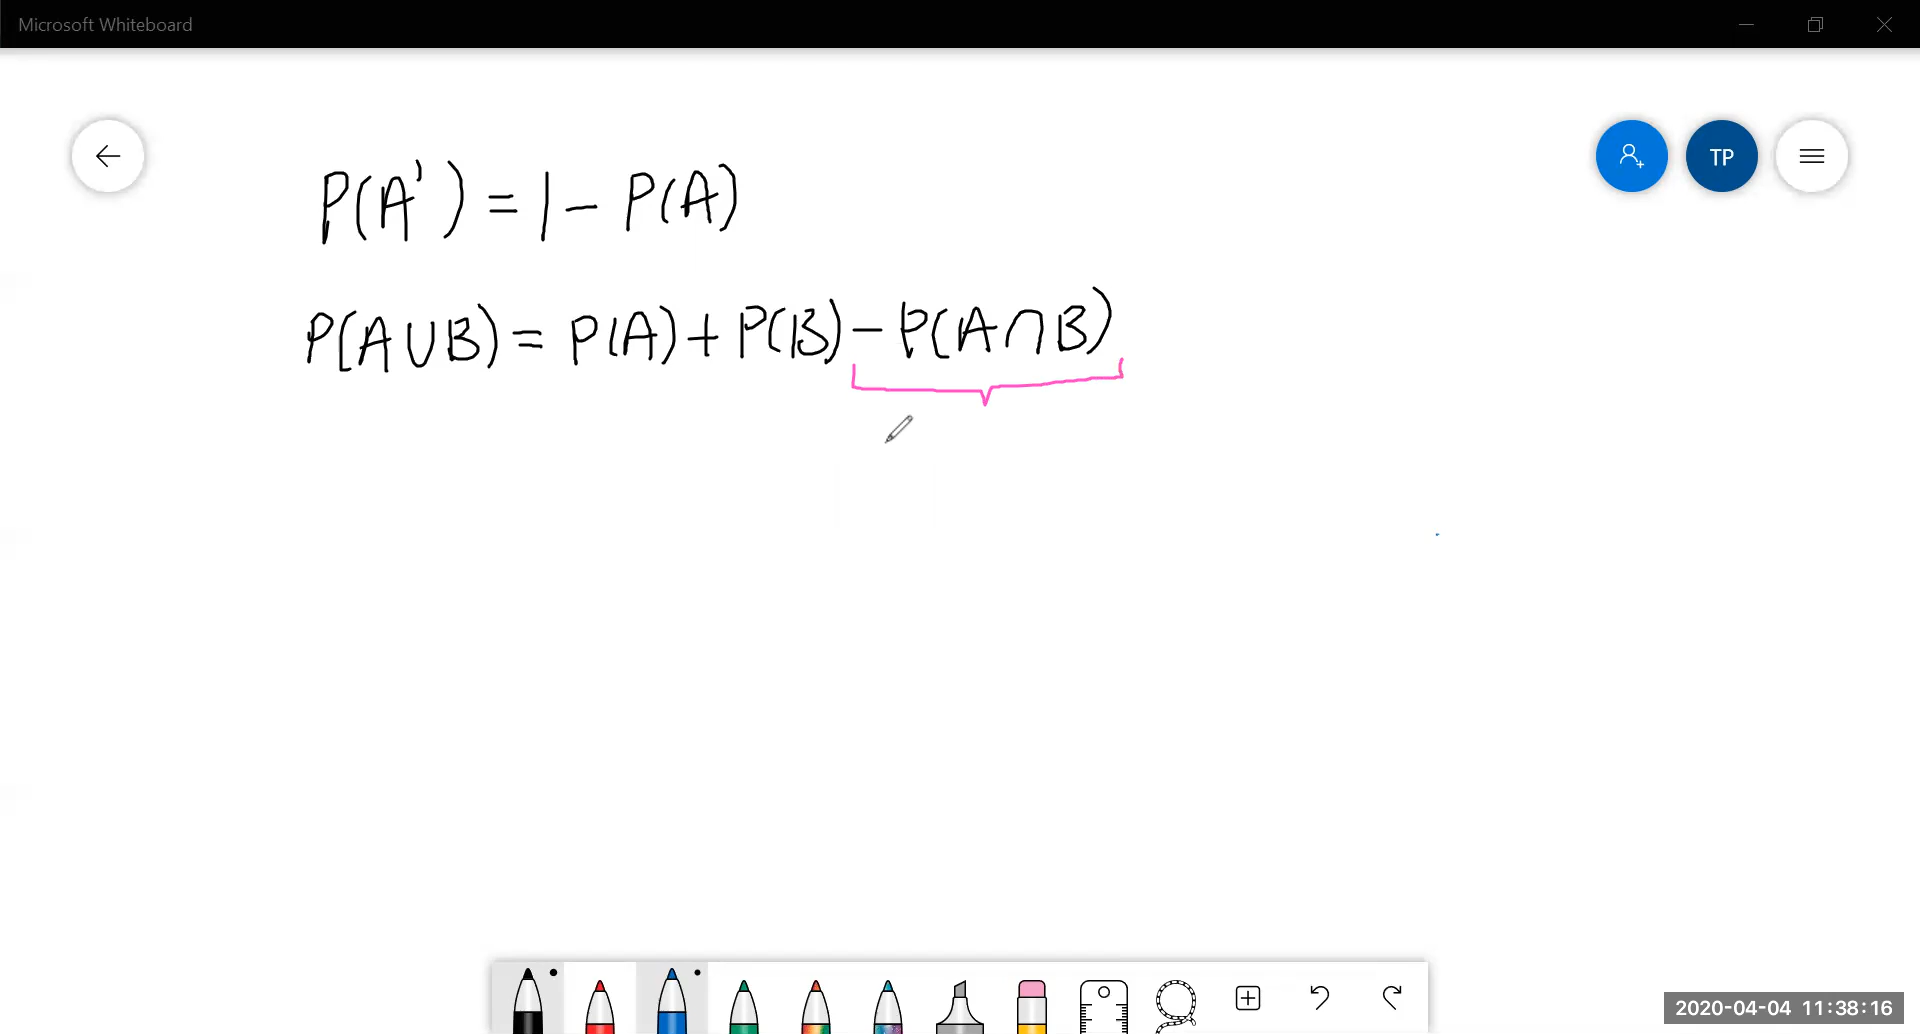 Microsoft Whiteboard
TP
P(A') = 1 - P(A)
P(A∪B) = P(A) + P(B) - P(A∩B)
2020-04-04 11:38:16